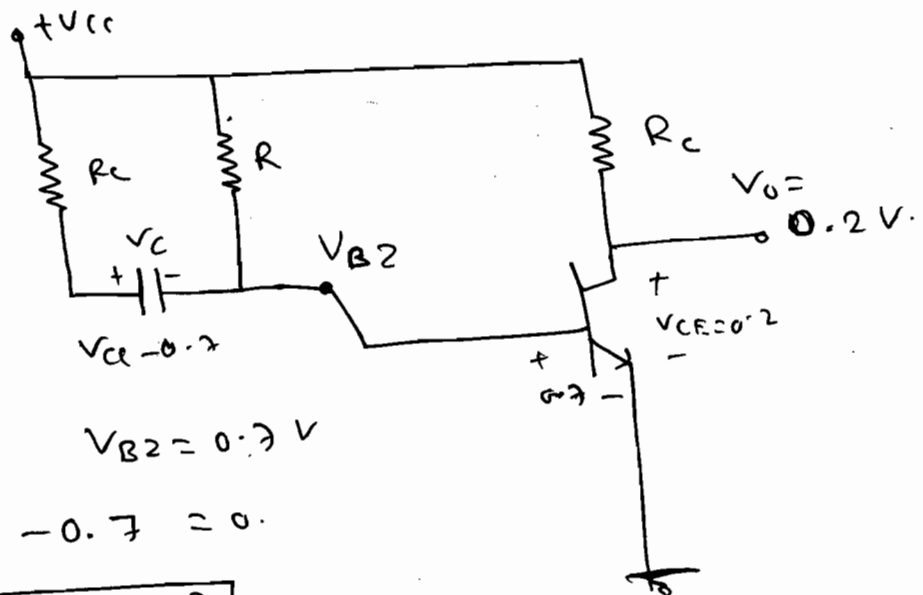 +Vcc
Rc
R
Rc
Vo=
0.2 V.
Vc
+ -
VB2
+
VCE=0.2
-
Vcc-0.7
+
0.7 -
VB2 = 0.7 V
-0.7 = 0.